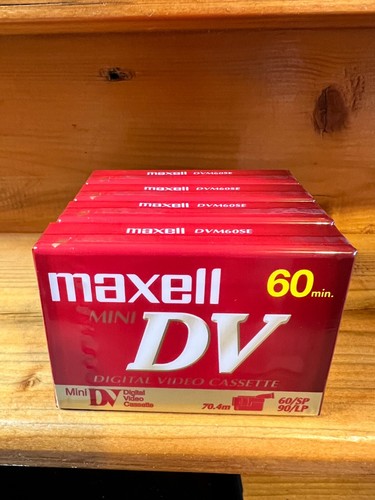 maxell DVM60SE
maxell DVM60SE
maxell DVM60SE
maxell DVM60SE
maxell 60 min.
MINI DV
DIGITAL VIDEO CASSETTE
Mini DV Digital Video Cassette
70.4m
60/SP
90/LP